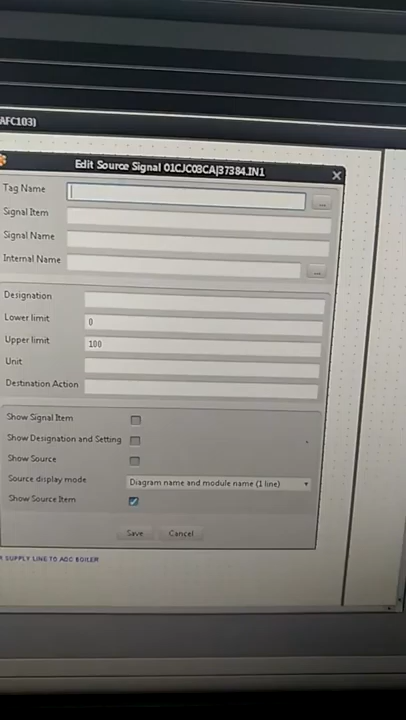 AFC103)
Edit Source Signal 01CJC03CAJ37384.IN1
Tag Name
...
Signal Item
Signal Name
Internal Name
...
Designation
Lower limit 0
Upper limit 100
Unit
Destination Action
Show Signal Item
Show Designation and Setting
Show Source
Source display mode Diagram name and module name (1 line)
Show Source Item
Save Cancel
SUPPLY LINE TO AOC BOILER